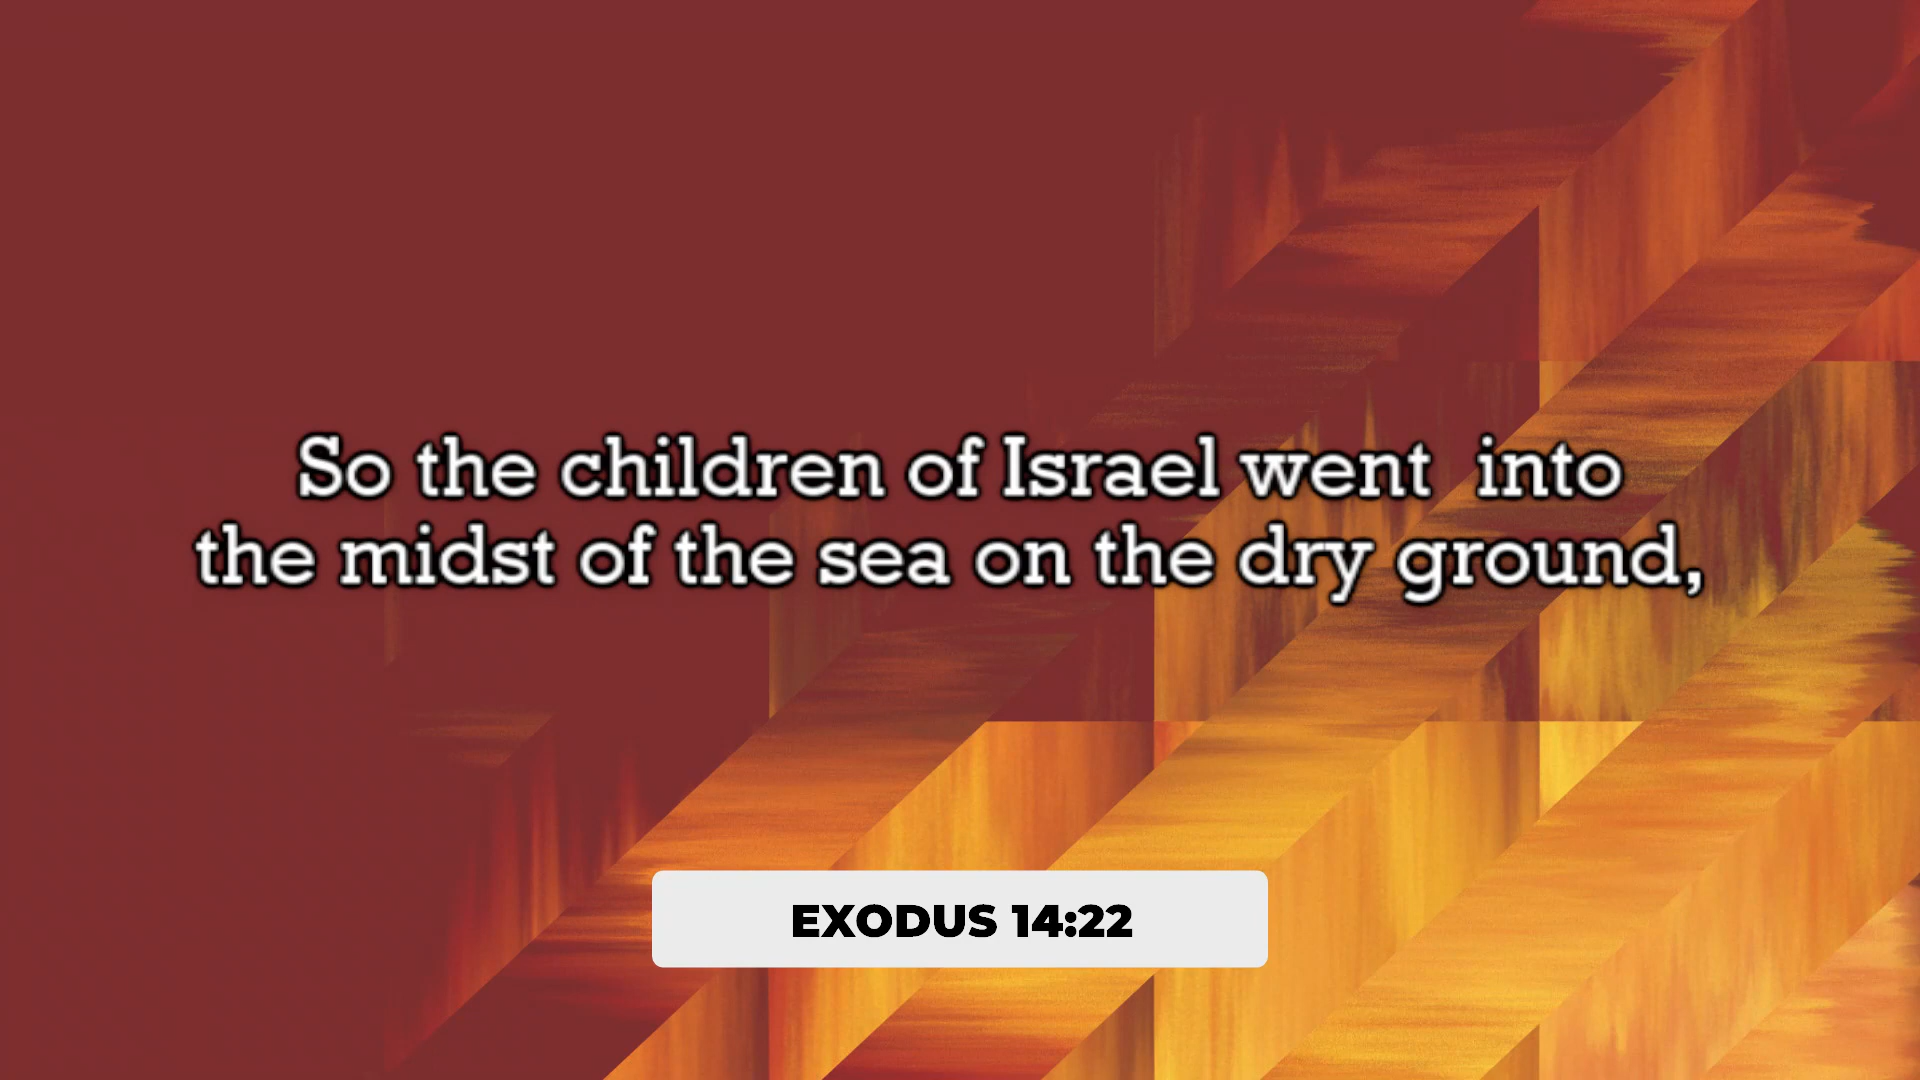 So the children of Israel went  into
the midst of the sea on the dry ground,
EXODUS 14:22